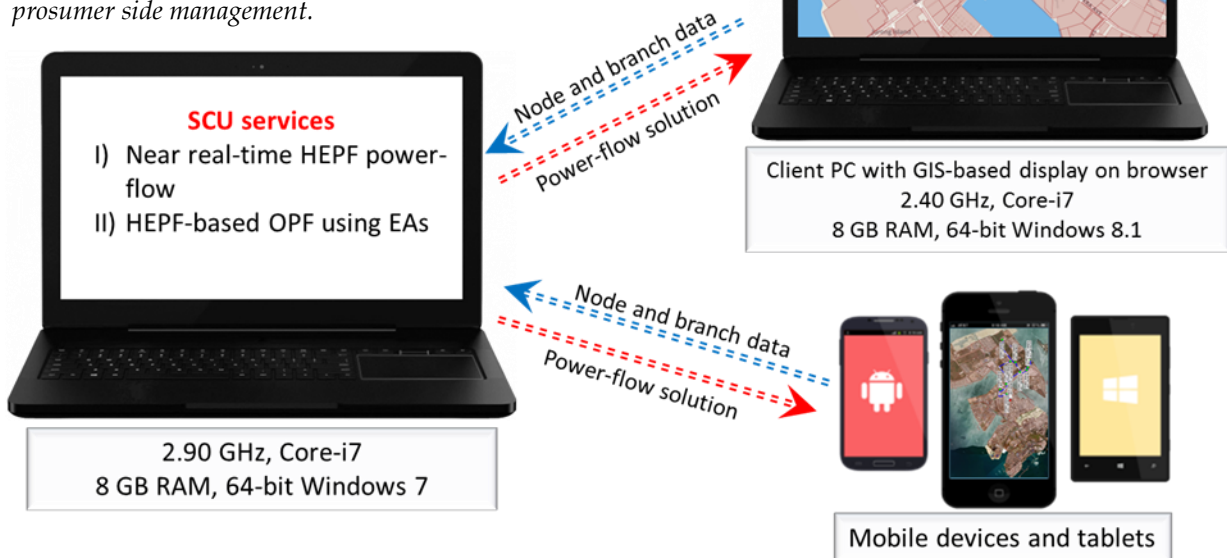 prosumer side management.
SCU services
I) Near real-time HEPF power-
flow
II) HEPF-based OPF using EAs
2.90 GHz, Core-i7
8 GB RAM, 64-bit Windows 7
Node and branch data
Power-flow solution
Client PC with GIS-based display on browser
2.40 GHz, Core-i7
8 GB RAM, 64-bit Windows 8.1
Node and branch data
Power-flow solution
Mobile devices and tablets